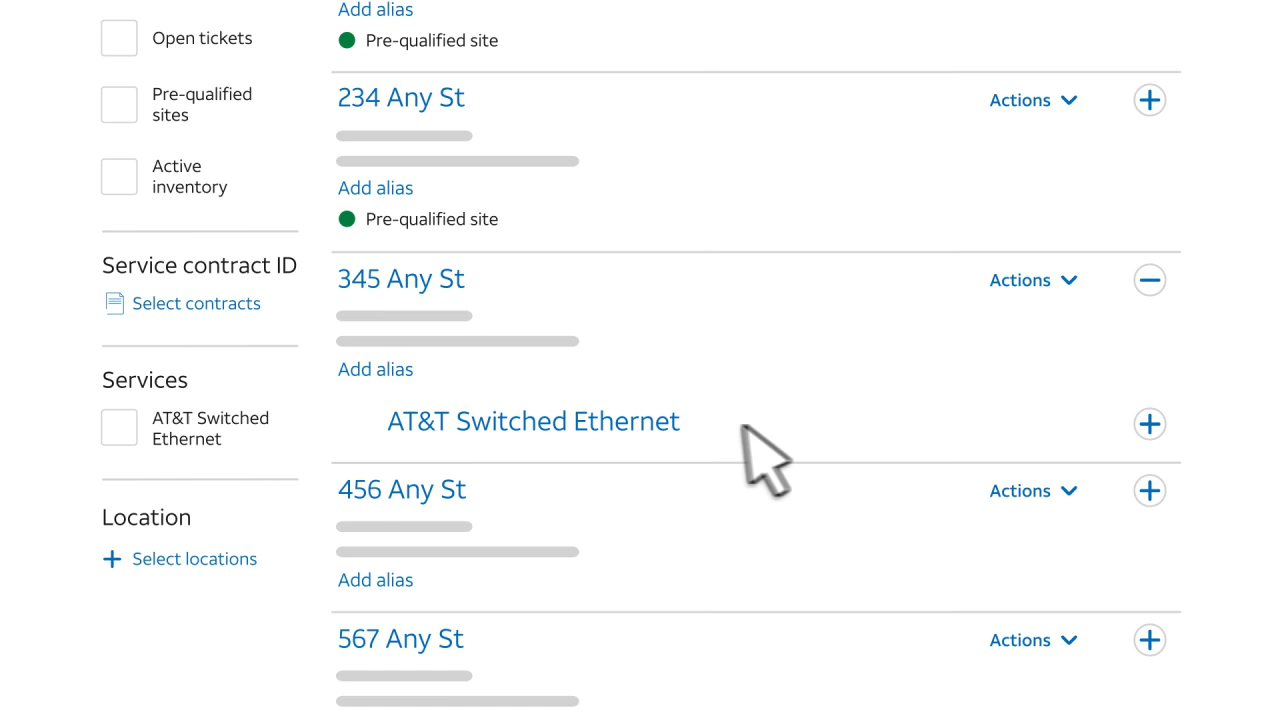 Open tickets
Pre-qualified
sites
Active
inventory
Service contract ID
Select contracts
Services
AT&T Switched
Ethernet
Location
Select locations
Add alias
Pre-qualified site
234 Any St
Actions
Add alias
Pre-qualified site
345 Any St
Actions
Add alias
AT&T Switched Ethernet
456 Any St
Actions
Add alias
567 Any St
Actions